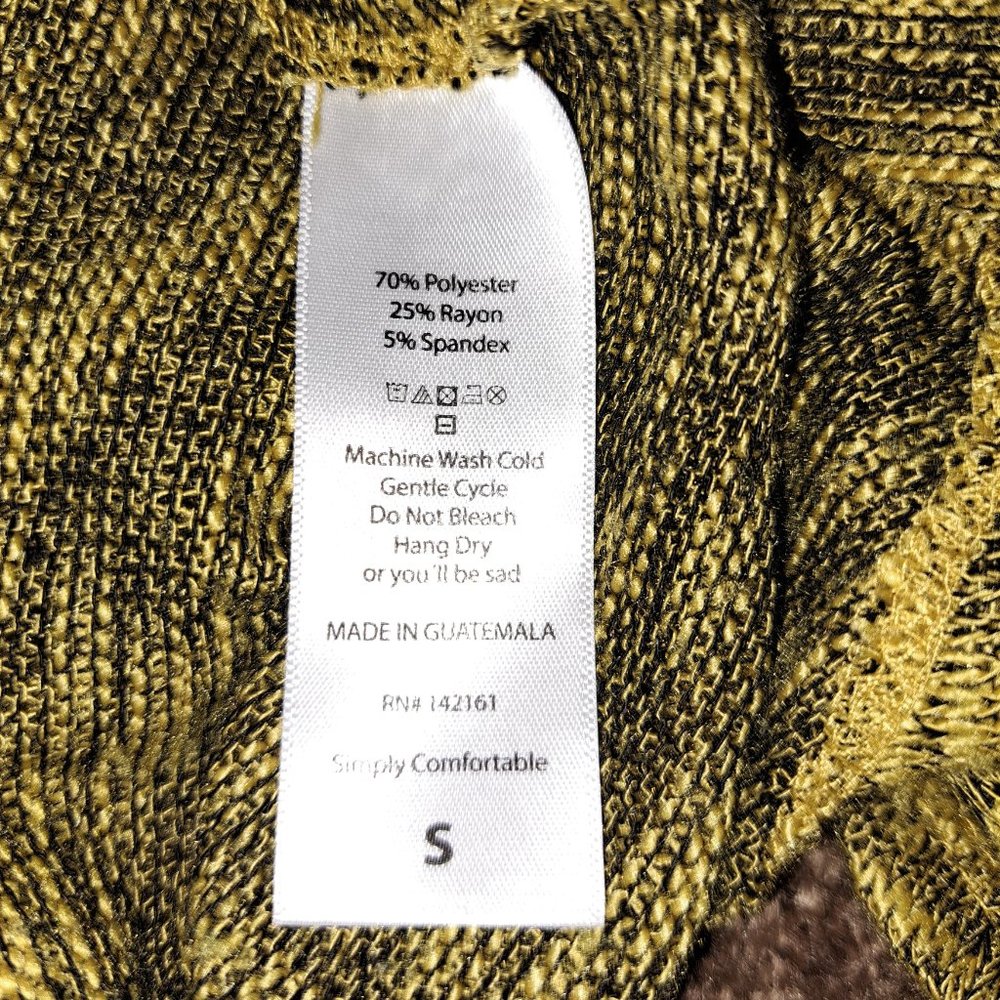 70% Polyester
25% Rayon
5% Spandex
Machine Wash Cold
Gentle Cycle
Do Not Bleach
Hang Dry
or you'll be sad
MADE IN GUATEMALA
RN# 142161
Simply Comfortable
S